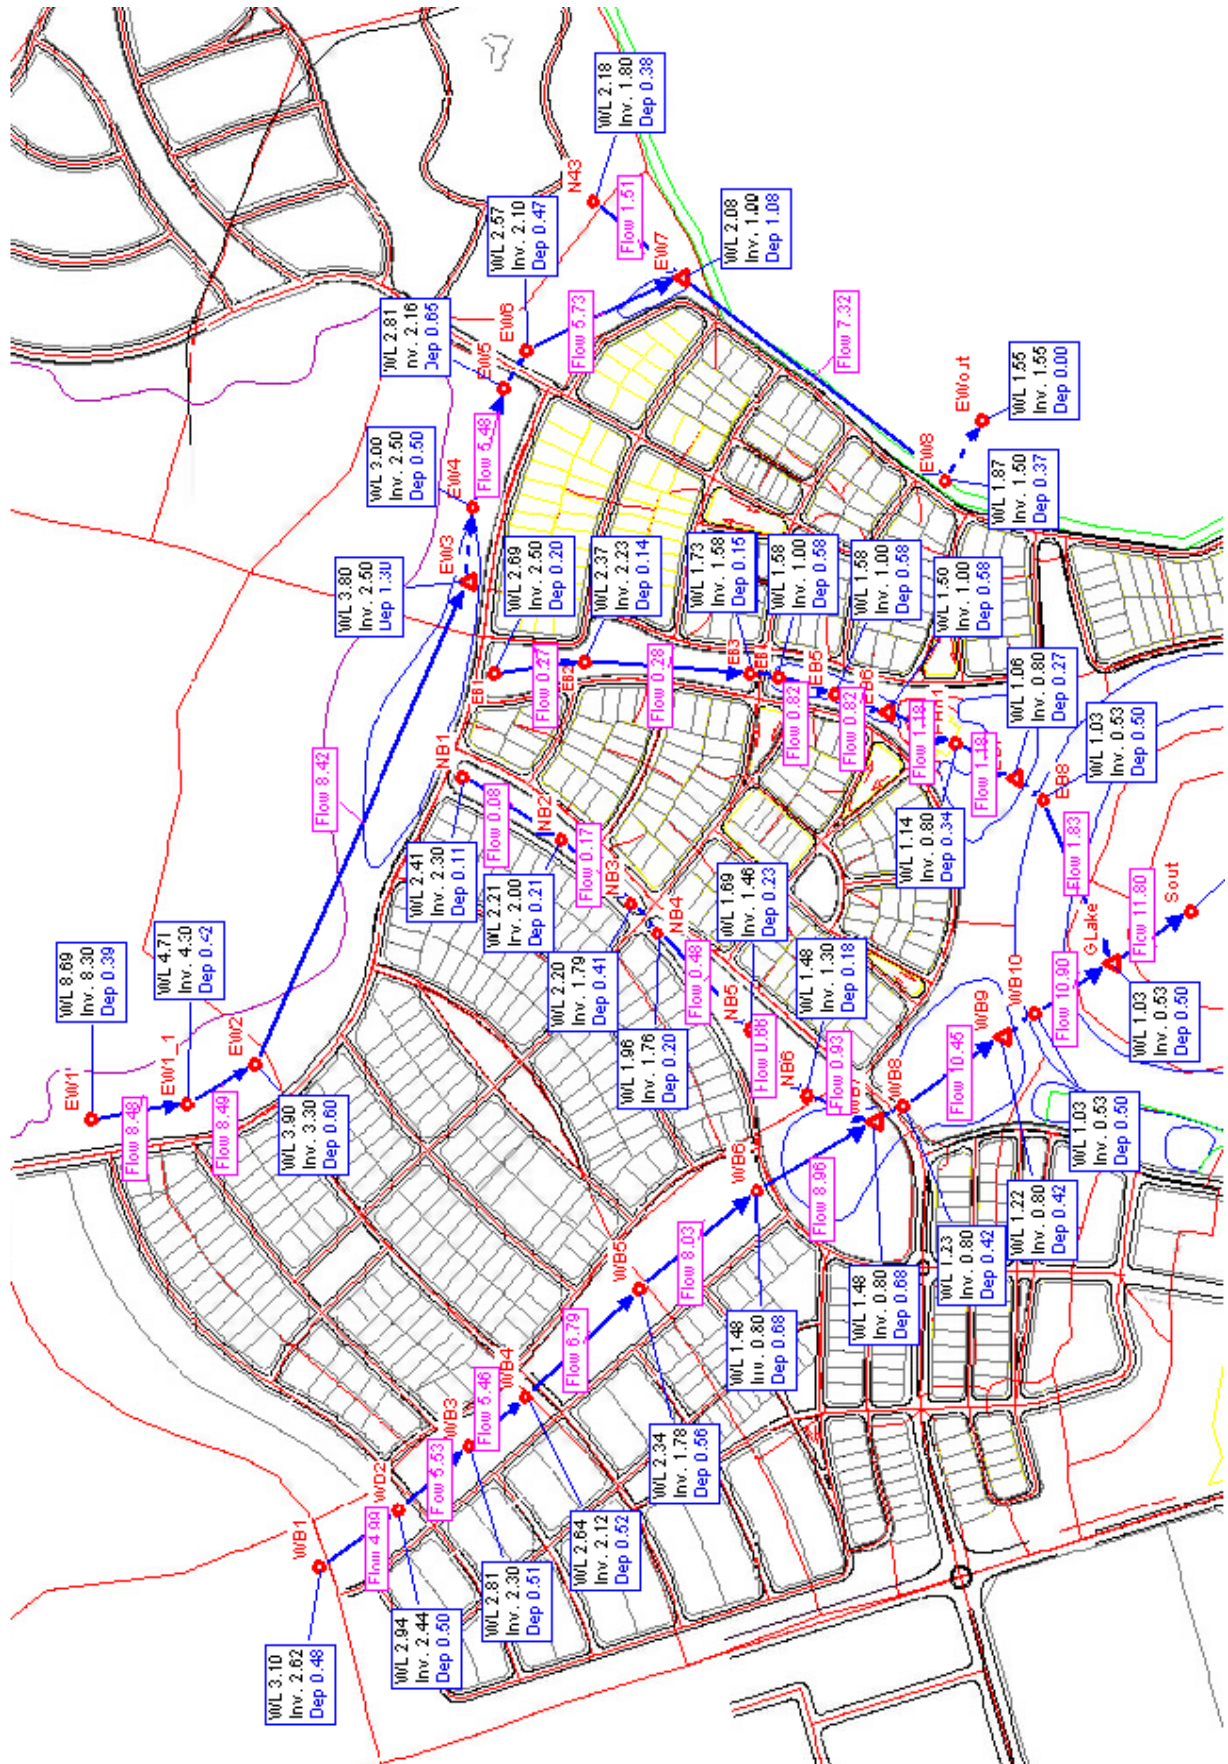 EW1
WL 8.69
Inv. 8.30
Dep 0.39
Flow 8.48
EW1_1
WL 4.71
Inv. 4.30
Dep 0.42
Flow 8.49
EW2
WL 3.90
Inv. 3.30
Dep 0.60
Flow 8.42
EW3
WL 3.80
Inv. 2.50
Dep 1.30
EW4
WL 3.00
Inv. 2.50
Dep 0.50
Flow 5.48
EW5
WL 2.81
nv. 2.16
Dep 0.65
EW6
WL 2.57
Inv. 2.10
Dep 0.47
Flow 5.73
N43
WL 2.18
Inv. 1.80
Dep 0.38
Flow 1.51
EW7
WL 2.08
Inv. 1.00
Dep 1.08
Flow 7.32
EW8
WL 1.87
Inv. 1.50
Dep 0.37
EWout
WL 1.55
Inv. 1.55
Dep 0.00
EB1
WL 2.69
Inv. 2.50
Dep 0.20
Flow 0.27
EB2
WL 2.37
Inv. 2.23
Dep 0.14
Flow 0.28
EB3
WL 1.73
Inv. 1.58
Dep 0.15
EB4
WL 1.58
Inv. 1.00
Dep 0.58
Flow 0.82
EB5
WL 1.58
Inv. 1.00
Dep 0.58
Flow 0.82
EB6
WL 1.50
Inv. 1.00
Dep 0.58
Flow 1.18
WL 1.14
Inv. 0.80
Dep 0.34
Flow 1.18
WL 1.06
Inv. 0.80
Dep 0.27
EB8
WL 1.03
Inv. 0.53
Dep 0.50
Flow 1.83
NB1
WL 2.41
Inv. 2.30
Dep 0.11
Flow 0.08
NB2
WL 2.21
Inv. 2.00
Dep 0.21
Flow 0.17
NB3
WL 2.20
Inv. 1.79
Dep 0.41
NB4
WL 1.96
Inv. 1.76
Dep 0.20
Flow 0.48
NB5
WL 1.69
Inv. 1.46
Dep 0.23
NB6
WL 1.48
Inv. 1.30
Dep 0.18
Flow 0.93
WB1
WL 3.10
Inv. 2.62
Dep 0.48
Flow 4.99
WL 2.94
Inv. 2.44
Dep 0.50
5.53
WB3
WL 2.81
Inv. 2.30
Dep 0.51
Flow 5.46
WB4
WL 2.64
Inv. 2.12
Dep 0.52
Flow 6.79
WB5
WL 2.34
Inv. 1.78
Dep 0.56
Flow 8.03
WB6
WL 1.48
Inv. 0.80
Dep 0.68
Flow 8.96
WB7
WL 1.48
Inv. 0.80
Dep 0.68
WB8
WL 1.23
Inv. 0.80
Dep 0.42
Flow 10.45
WB9
WL 1.22
Inv. 0.80
Dep 0.42
WB10
WL 1.03
Inv. 0.53
Dep 0.50
Flow 10.90
GLake
WL 1.03
Inv. 0.53
Dep 0.50
Flow 11.80
Sout